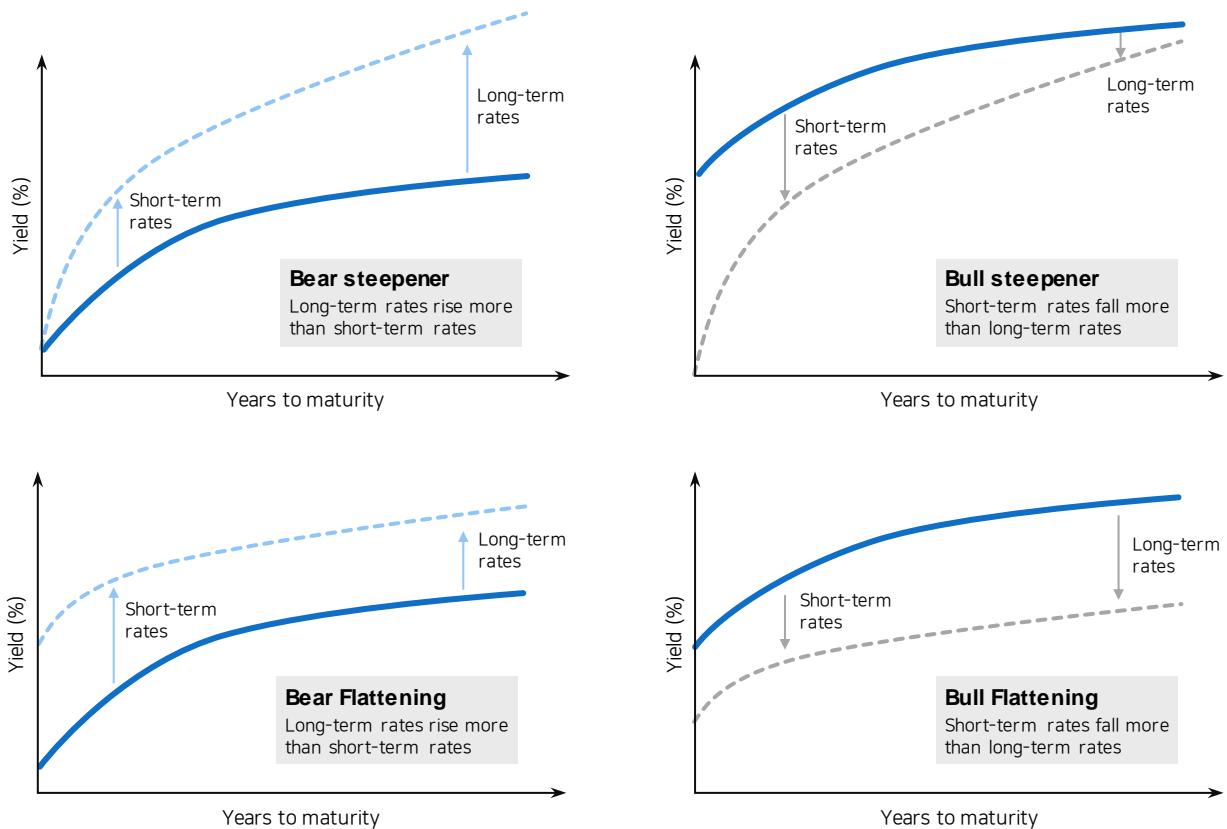 Yield (%)
Short-term
rates
Long-term
rates
Bear steepener
Long-term rates rise more
than short-term rates
Years to maturity
Yield (%)
Short-term
rates
Long-term
rates
Bull steepener
Short-term rates fall more
than long-term rates
Years to maturity
Yield (%)
Short-term
rates
Long-term
rates
Bear Flattening
Long-term rates rise more
than short-term rates
Years to maturity
Yield (%)
Short-term
rates
Long-term
rates
Bull Flattening
Short-term rates fall more
than long-term rates
Years to maturity